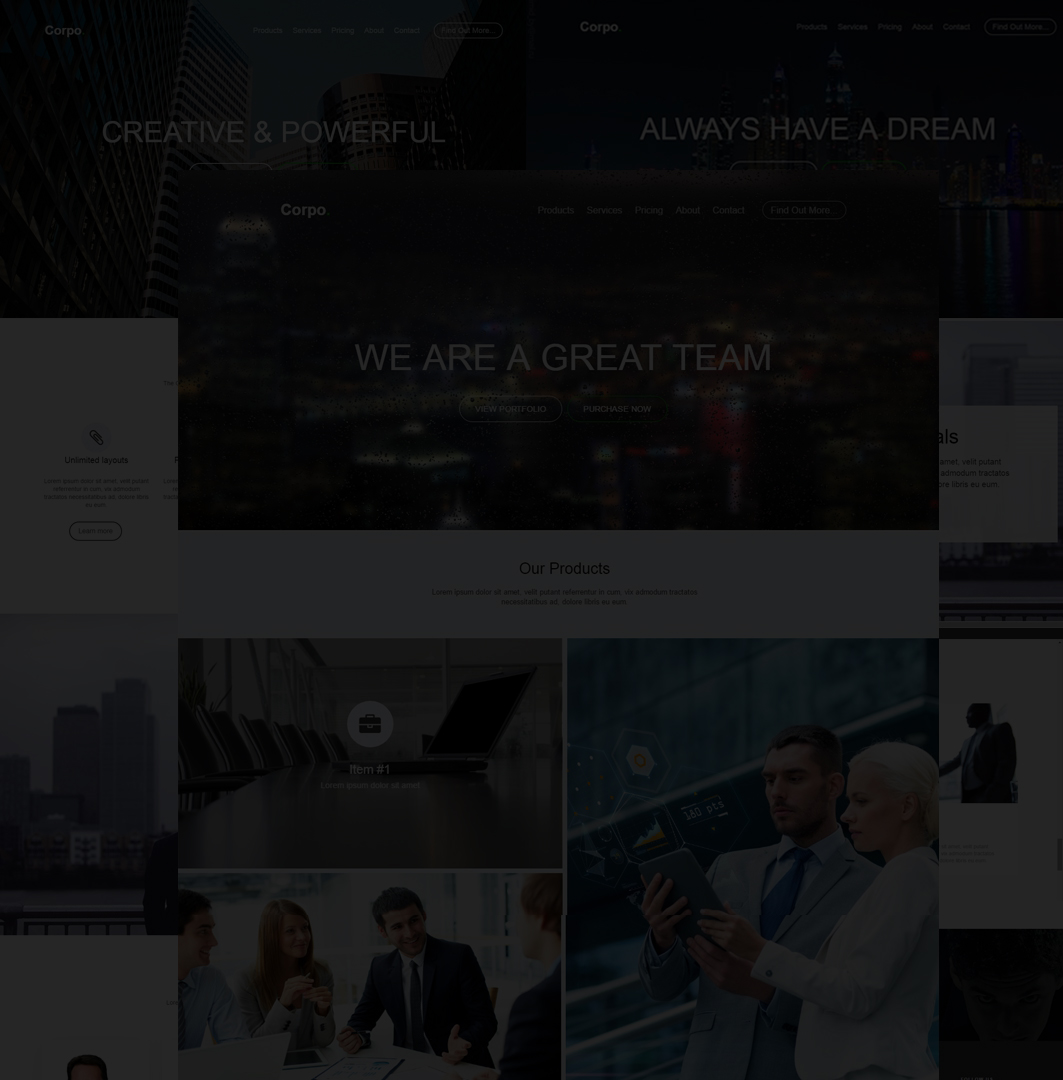 Corpo
Products Services Pricing About Contact Find Out More...
CREATIVE & POWERFUL
Corpo.
Products Services Pricing About Contact Find Out More...
ALWAYS HAVE A DREAM
Corpo.
Products Services Pricing About Contact Find Out More...
WE ARE A GREAT TEAM
VIEW PORTFOLIO PURCHASE NOW
Unlimited layouts
Lorem ipsum dolor sit amet, velit putant
referrentur in cum, vix admodum
tractatos necessitatibus ad, dolore libris
eu eum.
Learn more
als
amet, velit putant
admodum tractatos
ore libris eu eum.
Our Products
Lorem ipsum dolor sit amet, velit putant referrentur in cum, vix admodum tractatos
necessitatibus ad, dolore libris eu eum.
Item #1
Lorem ipsum dolor sit amet
180 pts